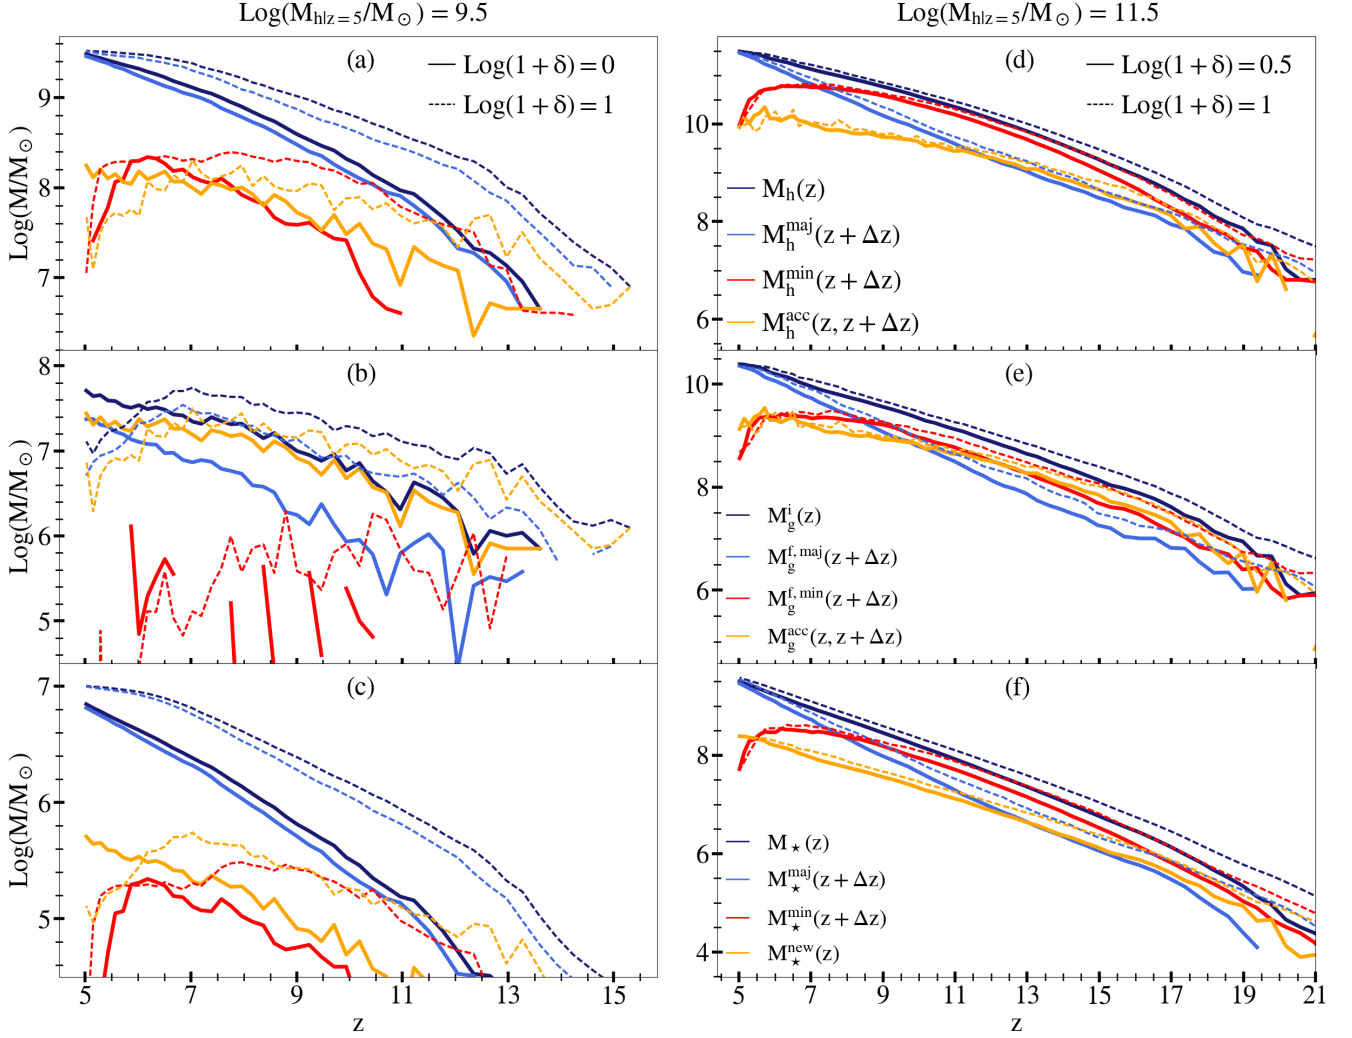 Log(M_h|z=5/M_⊙) = 9.5
Log(M_h|z=5/M_⊙) = 11.5
(a)
Log(1+δ)=0
Log(1+δ)=1
9
8
7
Log(M/M_⊙)
(d)
Log(1+δ)=0.5
Log(1+δ)=1
10
8
6
M_h(z)
M_h^maj(z+Δz)
M_h^min(z+Δz)
M_h^acc(z, z+Δz)
(b)
8
7
6
5
Log(M/M_⊙)
(e)
10
8
6
M_g^i(z)
M_g^f, maj(z+Δz)
M_g^f, min(z+Δz)
M_g^acc(z, z+Δz)
(c)
7
6
5
Log(M/M_⊙)
5 7 9 11 13 15
z
(f)
8
6
4
M_⋆(z)
M_⋆^maj(z+Δz)
M_⋆^min(z+Δz)
M_⋆^new(z)
5 7 9 11 13 15 17 19 21
z